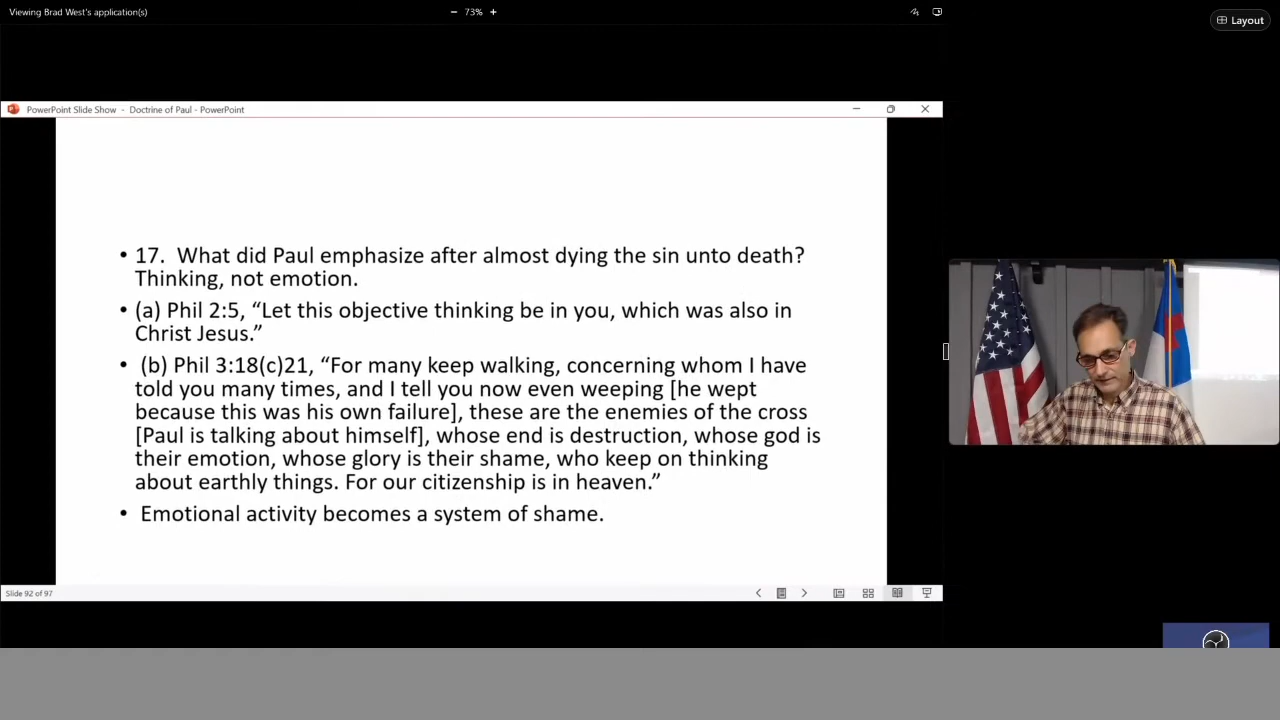 Viewing Brad West's application(s)
− 73% +
Layout
PowerPoint Slide Show - Doctrine of Paul - PowerPoint
• 17.  What did Paul emphasize after almost dying the sin unto death?
Thinking, not emotion.
• (a) Phil 2:5, “Let this objective thinking be in you, which was also in
Christ Jesus.”
• (b) Phil 3:18(c)21, “For many keep walking, concerning whom I have
told you many times, and I tell you now even weeping [he wept
because this was his own failure], these are the enemies of the cross
[Paul is talking about himself], whose end is destruction, whose god is
their emotion, whose glory is their shame, who keep on thinking
about earthly things. For our citizenship is in heaven.”
• Emotional activity becomes a system of shame.
Slide 92 of 97